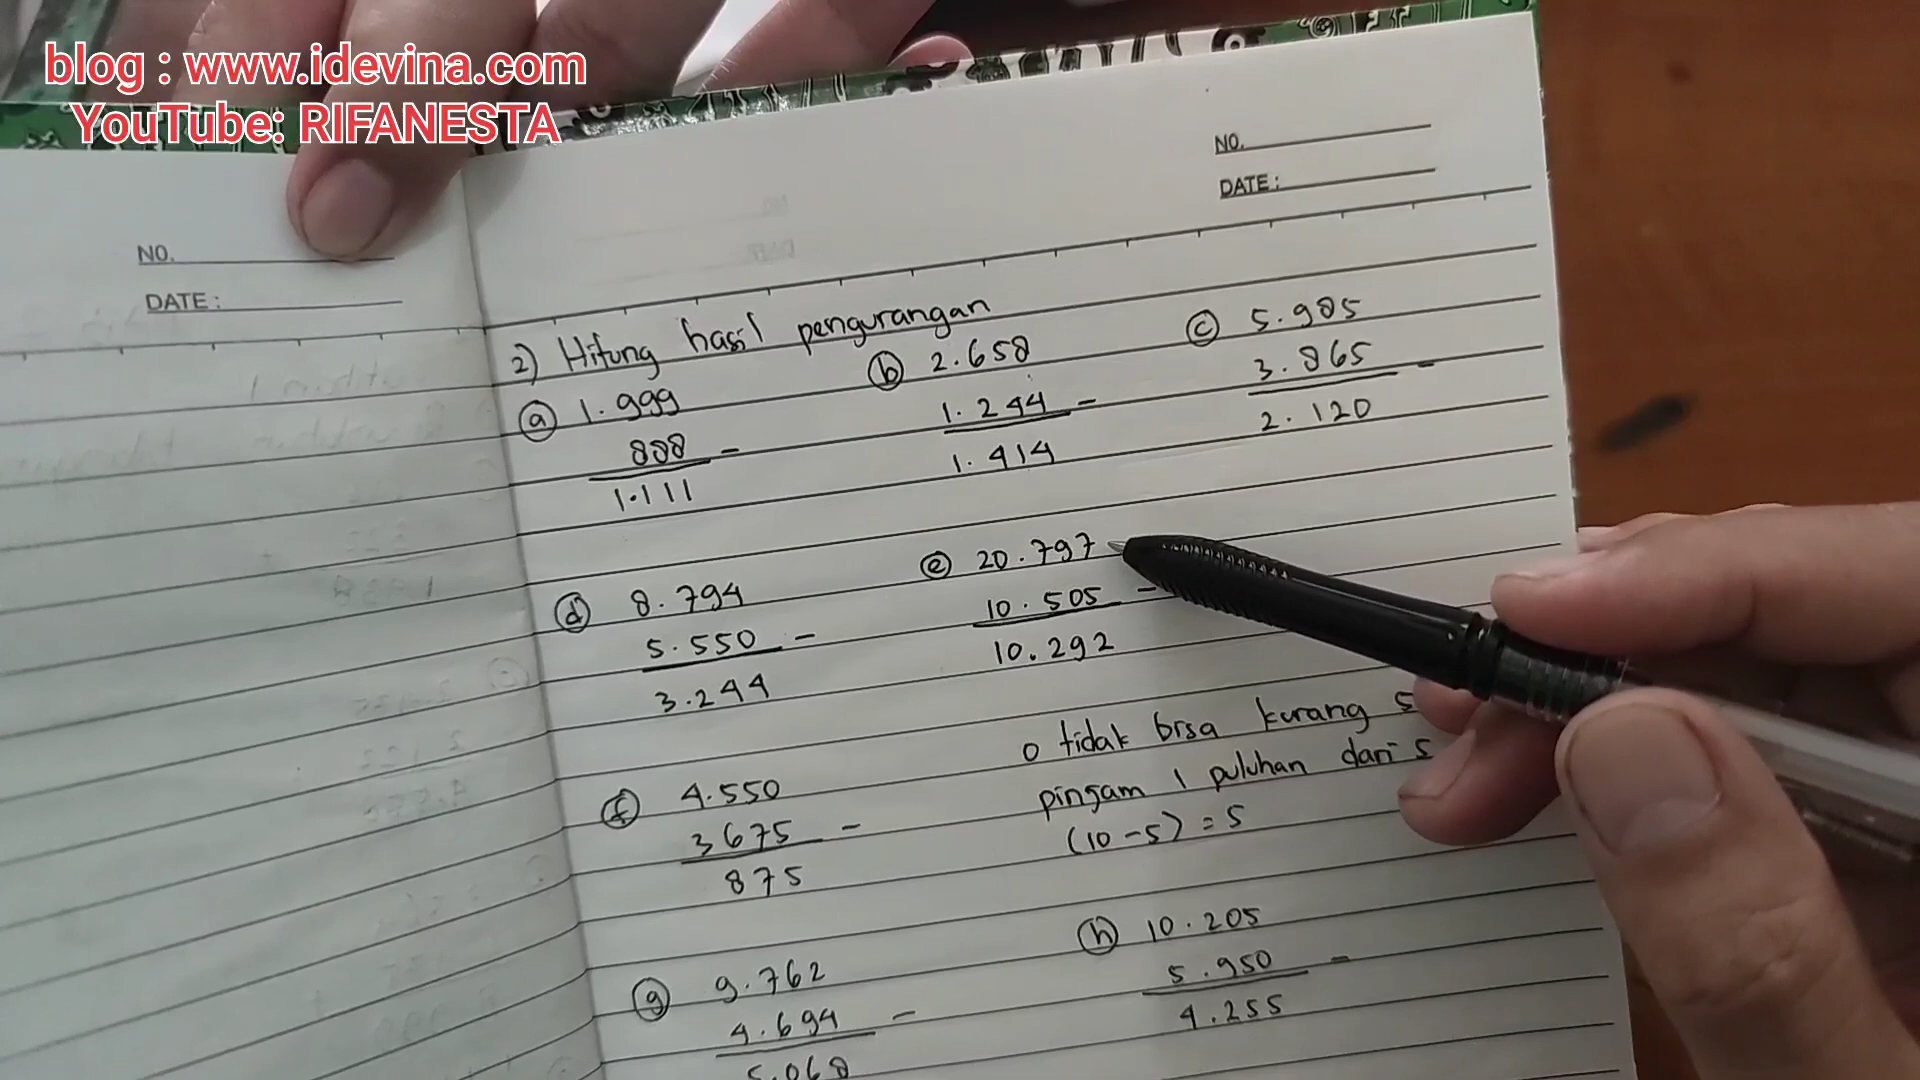 blog : www.idevina.com
YouTube: RIFANESTA
NO.
DATE :
NO.
DATE :
2) Hitung hasil pengurangan
a 1.999
888 -
1.111
b 2.658
1.244 -
1.414
c 5.985
3.865 -
2.120
d 8.794
5.550 -
3.244
e 20.797
10.505 -
10.292
f 4.550
3675 -
875
0 tidak bisa kurang 5
pinjam 1 puluhan dari 5
(10-5) = 5
g 9.762
4.694 -
5.068
h 10.205
5.950 -
4.255